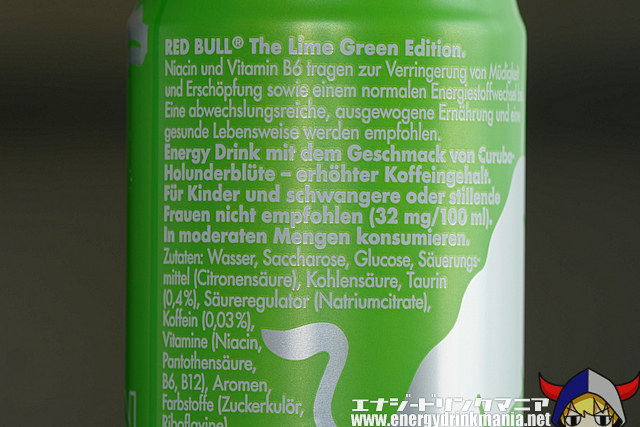 RED BULL® The Lime Green Edition.
Niacin und Vitamin B6 tragen zur Verringerung von Müdigkeit
und Erschöpfung sowie einem normalen Energiestoffwechsel bei.
Eine abwechslungsreiche, ausgewogene Ernährung und eine
gesunde Lebensweise werden empfohlen.
Energy Drink mit dem Geschmack von Curuba-
Holunderblüte – erhöhter Koffeingehalt.
Für Kinder und schwangere oder stillende
Frauen nicht empfohlen (32 mg/100 ml).
In moderaten Mengen konsumieren.
Zutaten: Wasser, Saccharose, Glucose, Säuerungs-
mittel (Citronensäure), Kohlensäure, Taurin
(0,4%), Säureregulator (Natriumcitrate),
Koffein (0,03%),
Vitamine (Niacin,
Pantothensäure,
B6, B12), Aromen,
Farbstoffe (Zuckerkulör,
Riboflavine).
エナジードリンクマニア
www.energydrinkmania.net